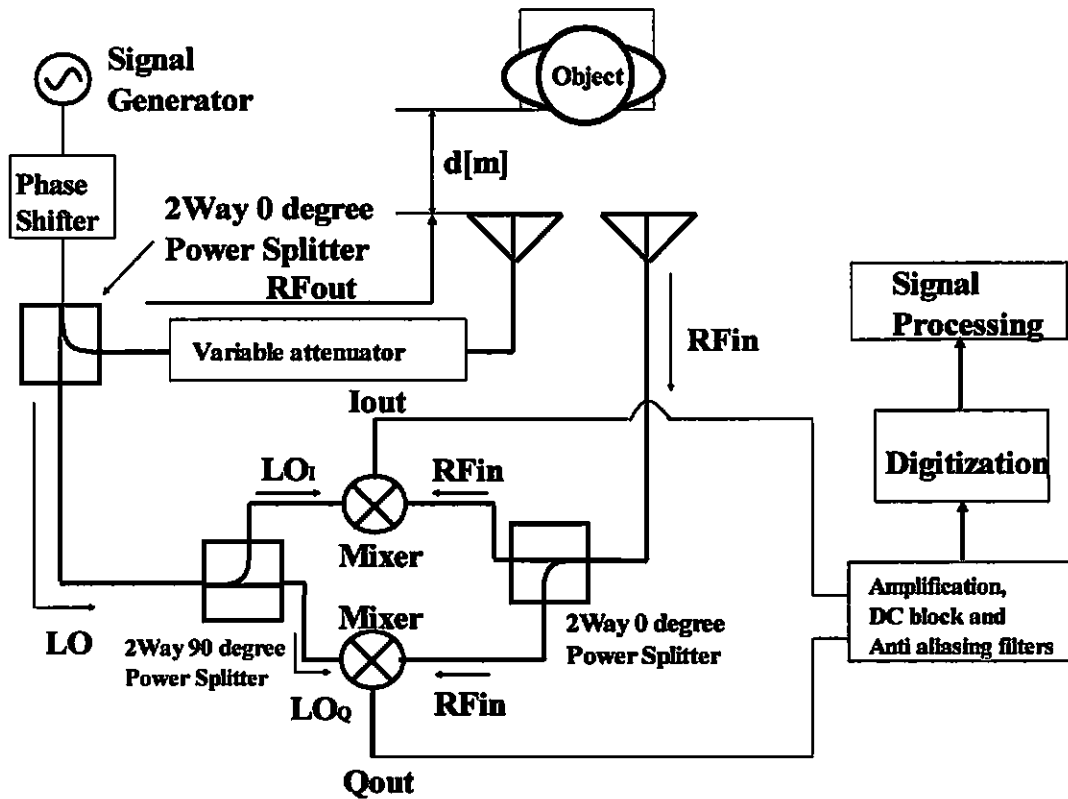 Signal
Generator
Object
d[m]
Phase
Shifter
2Way 0 degree
Power Splitter
RFout
Variable attenuator
RFin
Signal
Processing
Iout
LOI
RFin
Digitization
Mixer
Mixer
2Way 0 degree
Power Splitter
Amplification,
DC block and
Anti aliasing filters
LO
2Way 90 degree
Power Splitter
LOQ
RFin
Qout